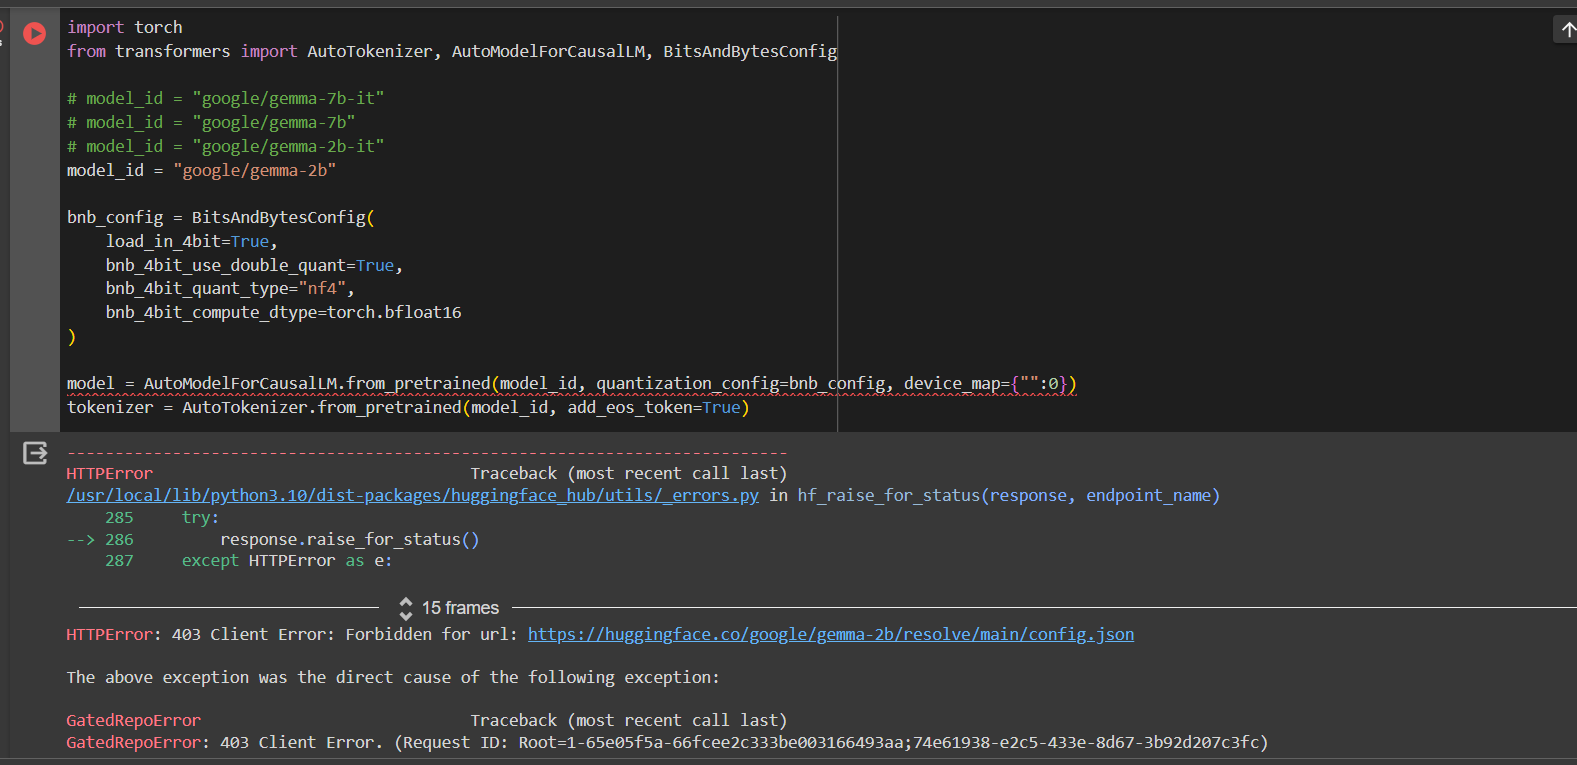 import torch
from transformers import AutoTokenizer, AutoModelForCausalLM, BitsAndBytesConfig
# model_id = "google/gemma-7b-it"
# model_id = "google/gemma-7b"
# model_id = "google/gemma-2b-it"
model_id = "google/gemma-2b"
bnb_config = BitsAndBytesConfig(
    load_in_4bit=True,
    bnb_4bit_use_double_quant=True,
    bnb_4bit_quant_type="nf4",
    bnb_4bit_compute_dtype=torch.bfloat16
)
model = AutoModelForCausalLM.from_pretrained(model_id, quantization_config=bnb_config, device_map={"":0})
tokenizer = AutoTokenizer.from_pretrained(model_id, add_eos_token=True)
---------------------------------------------------------------------------
HTTPError                                 Traceback (most recent call last)
/usr/local/lib/python3.10/dist-packages/huggingface_hub/utils/_errors.py in hf_raise_for_status(response, endpoint_name)
    285     try:
--> 286         response.raise_for_status()
    287     except HTTPError as e:
15 frames
HTTPError: 403 Client Error: Forbidden for url: https://huggingface.co/google/gemma-2b/resolve/main/config.json
The above exception was the direct cause of the following exception:
GatedRepoError                            Traceback (most recent call last)
GatedRepoError: 403 Client Error. (Request ID: Root=1-65e05f5a-66fcee2c333be003166493aa;74e61938-e2c5-433e-8d67-3b92d207c3fc)